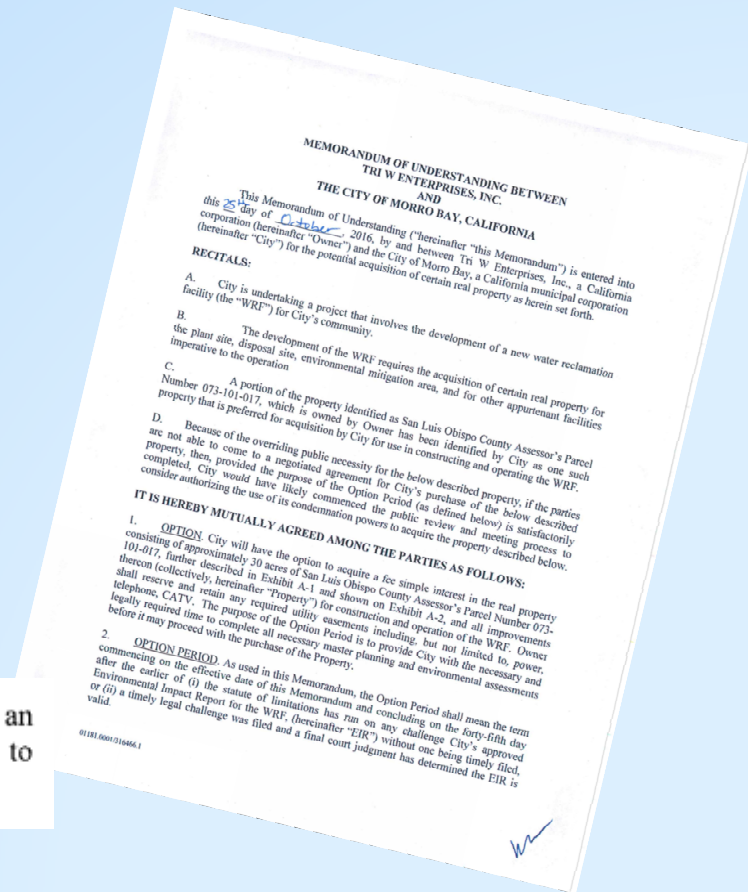 MEMORANDUM OF UNDERSTANDING BETWEEN
TRI W ENTERPRISES, INC.
AND
THE CITY OF MORRO BAY, CALIFORNIA
This Memorandum of Understanding ("hereinafter "this Memorandum") is entered into
this 25th day of October, 2016, by and between Tri W Enterprises, Inc., a California
corporation (hereinafter "Owner") and the City of Morro Bay, a California municipal corporation
(hereinafter "City") for the potential acquisition of certain real property as herein set forth.
RECITALS:
A. City is undertaking a project that involves the development of a new water reclamation
facility (the "WRF") for City's community.
B. The development of the WRF requires the acquisition of certain real property for
the plant site, disposal site, environmental mitigation area, and for other appurtenant facilities
imperative to the operation
C. A portion of the property identified as San Luis Obispo County Assessor's Parcel
Number 073-101-017, which is owned by Owner has been identified by City as one such
property that is preferred for acquisition by City for use in constructing and operating the WRF.
D. Because of the overriding public necessity for the below described property, if the parties
are not able to come to a negotiated agreement for City's purchase of the below described
property, then, provided the purpose of the Option Period (as defined below) is satisfactorily
completed, City would have likely commenced the public review and meeting process to
consider authorizing the use of its condemnation powers to acquire the property described below.
IT IS HEREBY MUTUALLY AGREED AMONG THE PARTIES AS FOLLOWS:
1. OPTION. City will have the option to acquire a fee simple interest in the real property
consisting of approximately 30 acres of San Luis Obispo County Assessor's Parcel Number 073-
101-017, further described in Exhibit A-1 and shown on Exhibit A-2, and all improvements
thereon (collectively, hereinafter "Property") for construction and operation of the WRF. Owner
shall reserve and retain any required utility easements including, but not limited to, power,
telephone, CATV. The purpose of the Option Period is to provide City with the necessary and
legally required time to complete all necessary master planning and environmental assessments
before it may proceed with the purchase of the Property.
2. OPTION PERIOD. As used in this Memorandum, the Option Period shall mean the term
commencing on the effective date of this Memorandum and concluding on the forty-fifth day
after the earlier of (i) the statute of limitations has run on any challenge City's approved
Environmental Impact Report for the WRF, (hereinafter "EIR") without one being timely filed,
or (ii) a timely legal challenge was filed and a final court judgment has determined the EIR is
valid.
01181.0001/316466.1
an
to